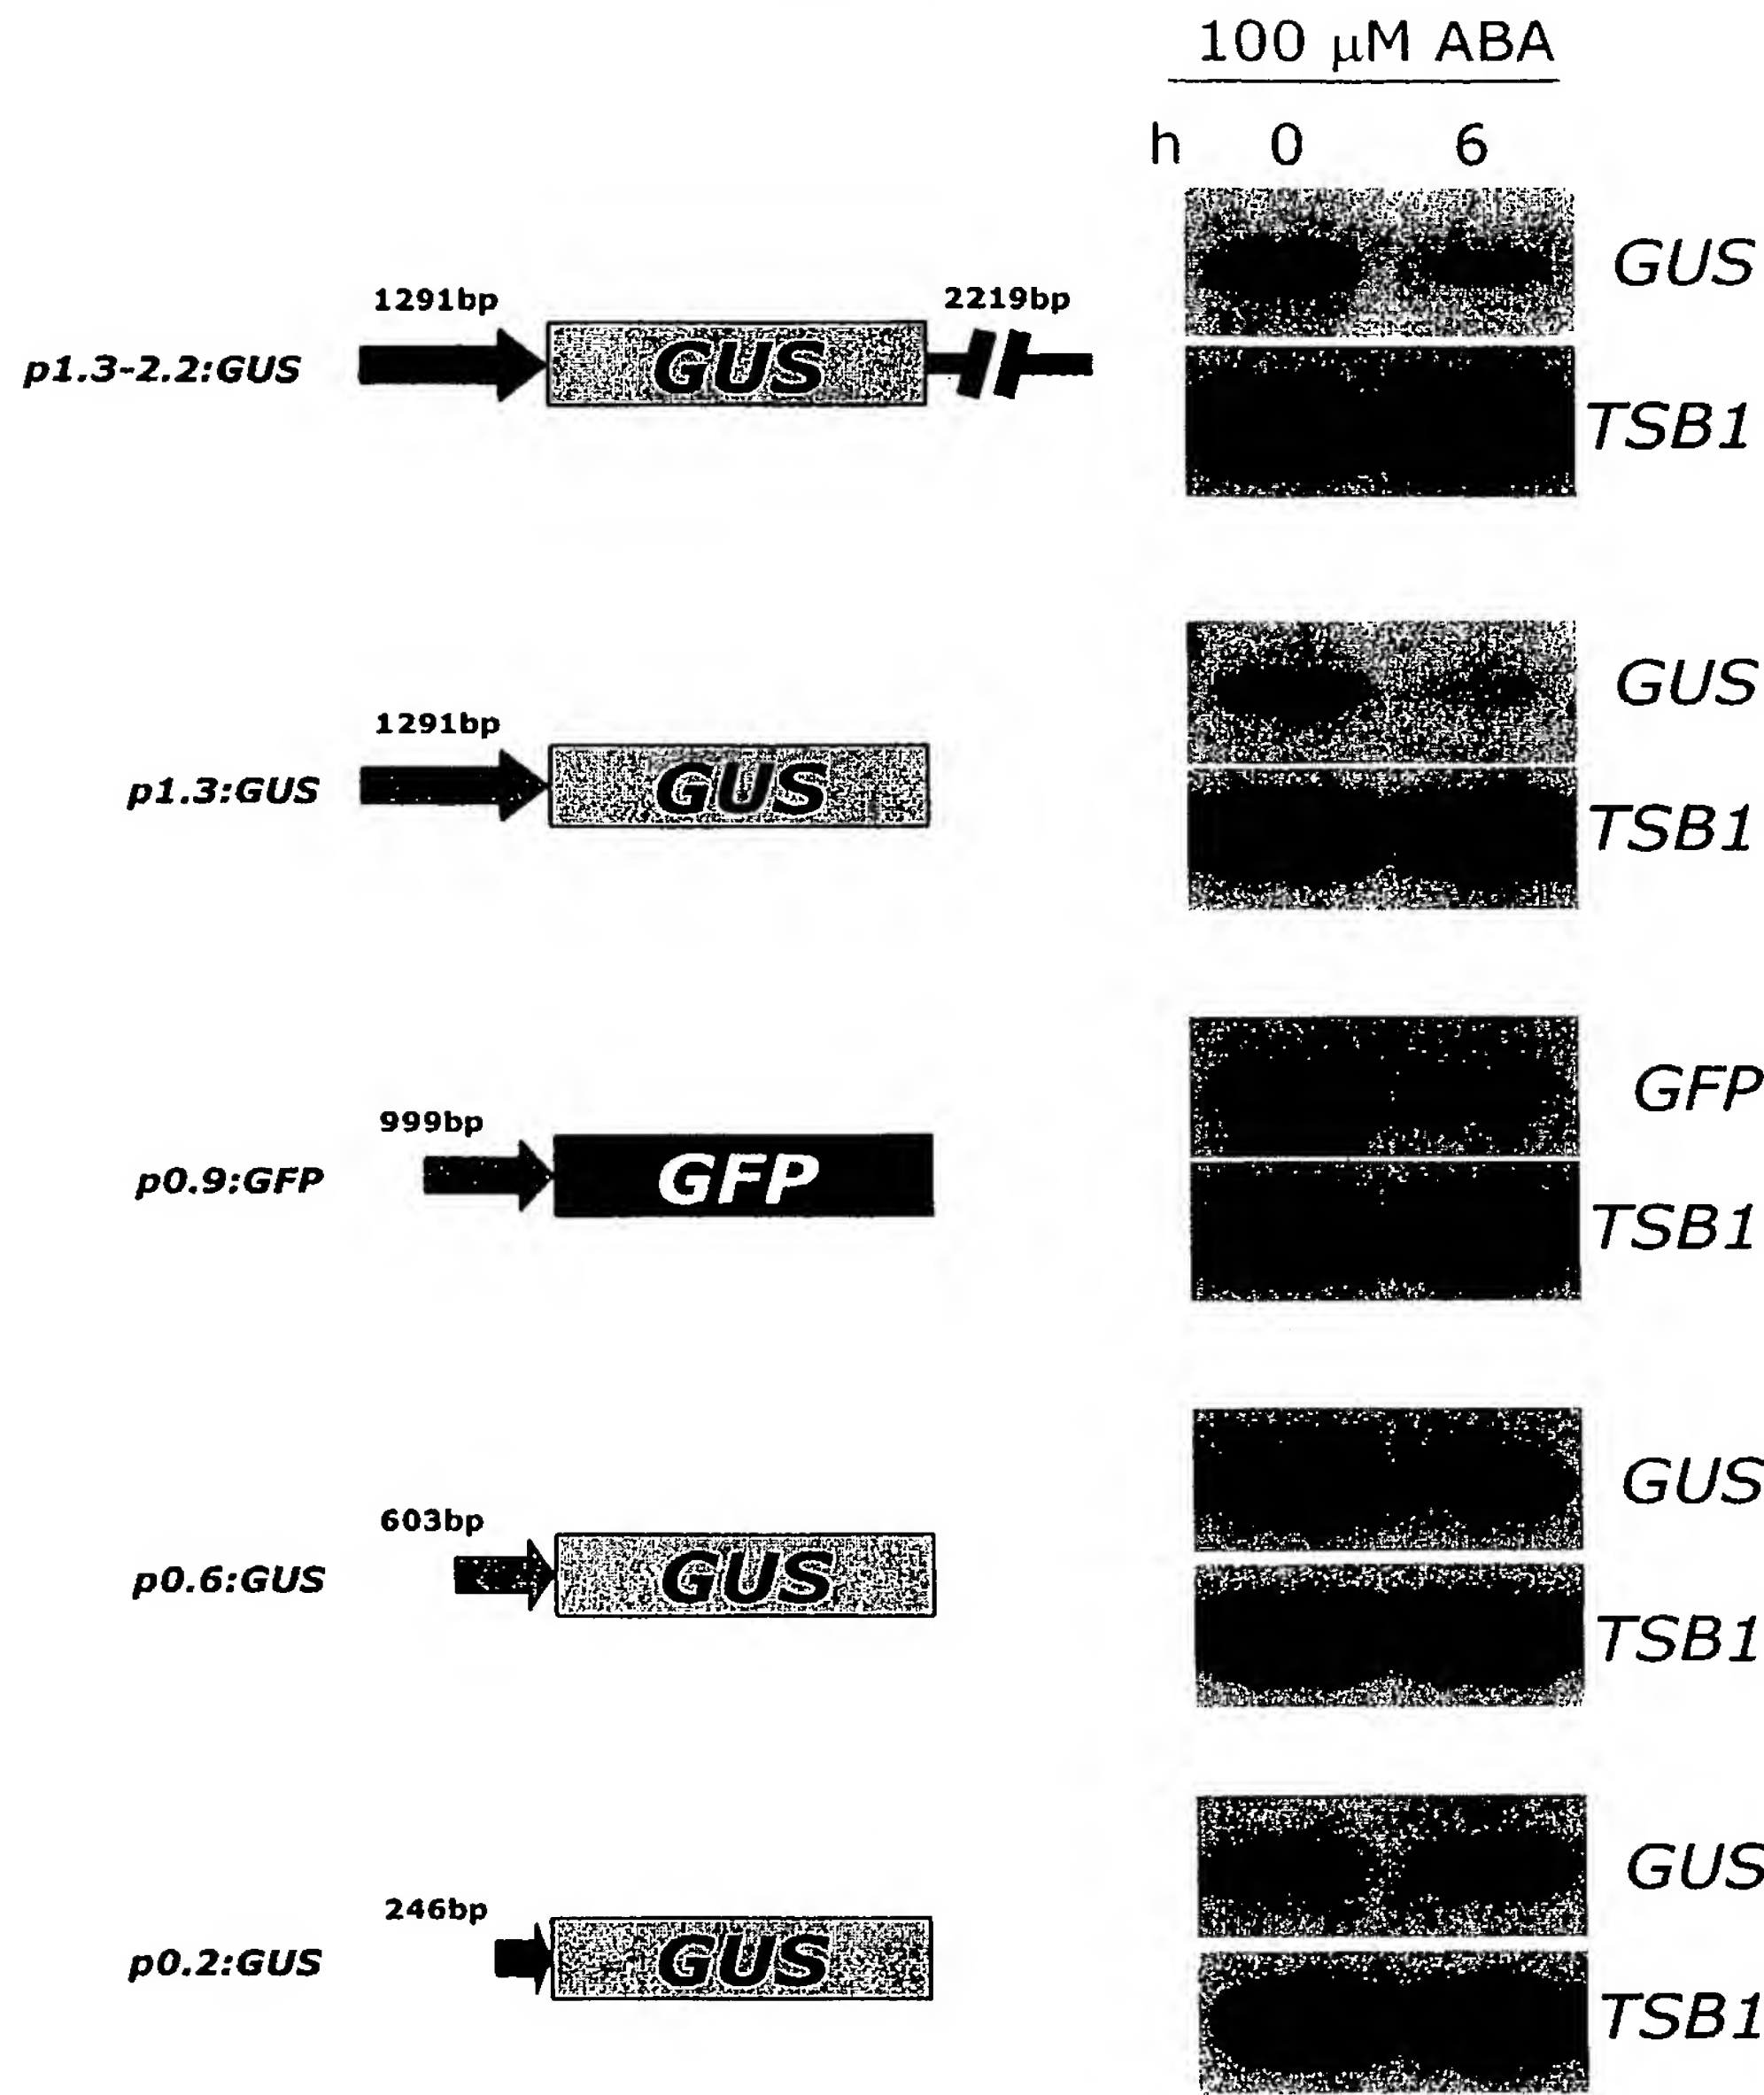 100 μM ABA
h 0 6
GUS
1291bp 2219bp
p1.3-2.2:GUS GUS
TSB1
GUS
1291bp
p1.3:GUS GUS
TSB1
GFP
999bp
p0.9:GFP GFP
TSB1
GUS
603bp
p0.6:GUS GUS
TSB1
GUS
246bp
p0.2:GUS GUS
TSB1